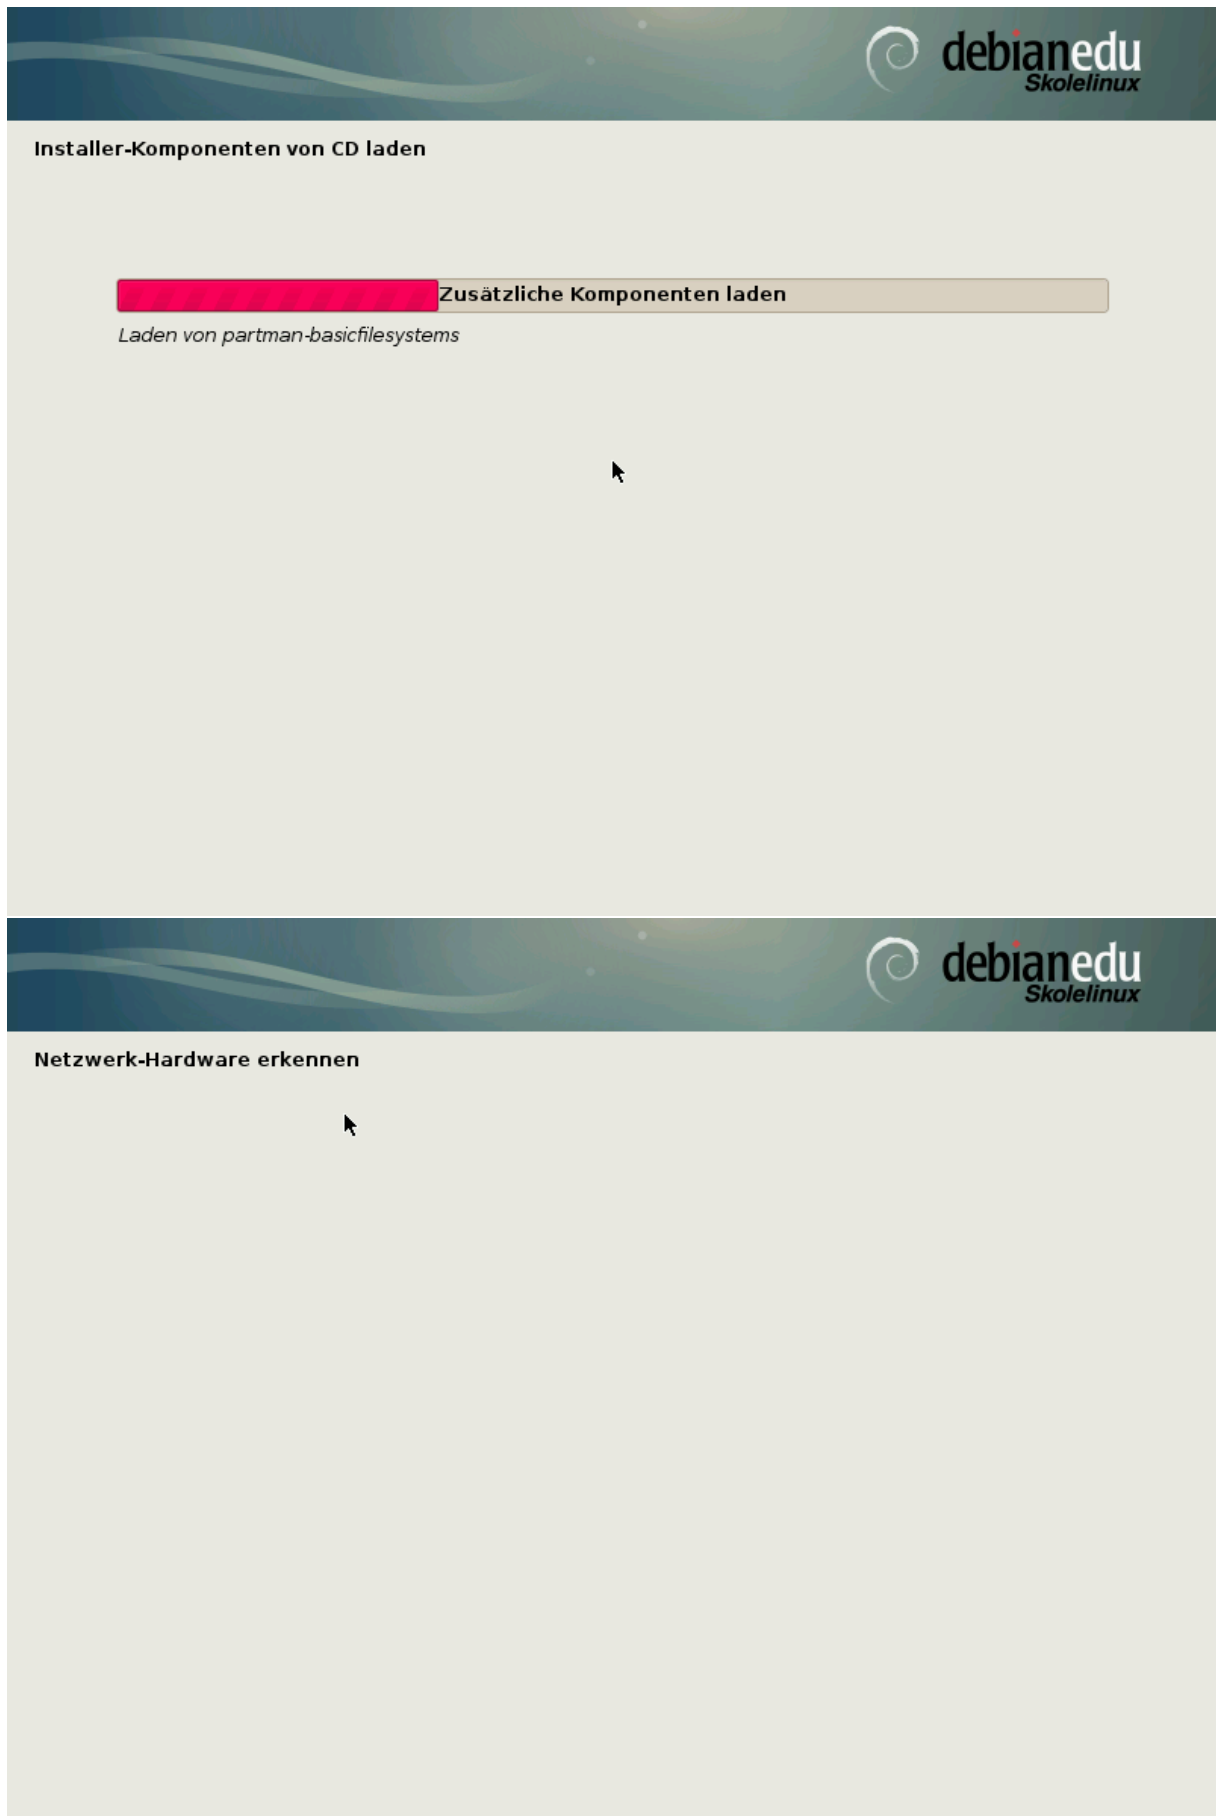 debianedu
Skolelinux
Installer-Komponenten von CD laden
Zusätzliche Komponenten laden
Laden von partman-basicfilesystems
debianedu
Skolelinux
Netzwerk-Hardware erkennen